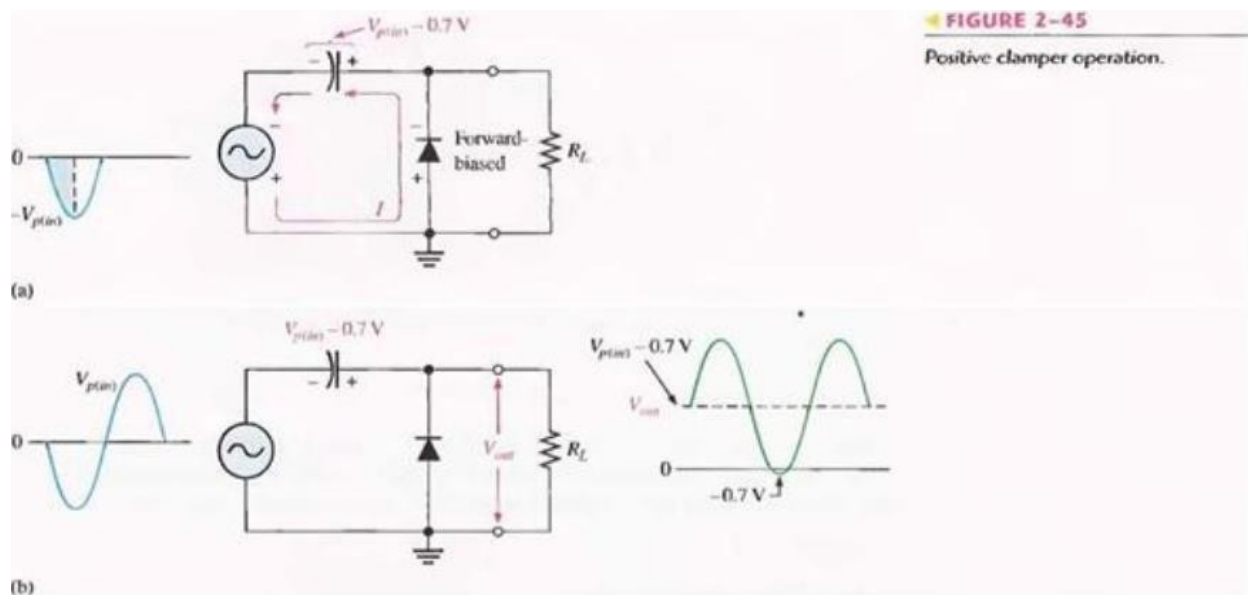 FIGURE 2-45
Positive clamper operation.
Vp(in) – 0.7 V
– +
0
–Vp(in)
–
+
I
–
+
Forward-
biased
RL
(a)
Vp(in) – 0.7 V
– +
Vp(in)
0
Vout
RL
Vp(in) – 0.7 V
Vout
0
–0.7 V
(b)